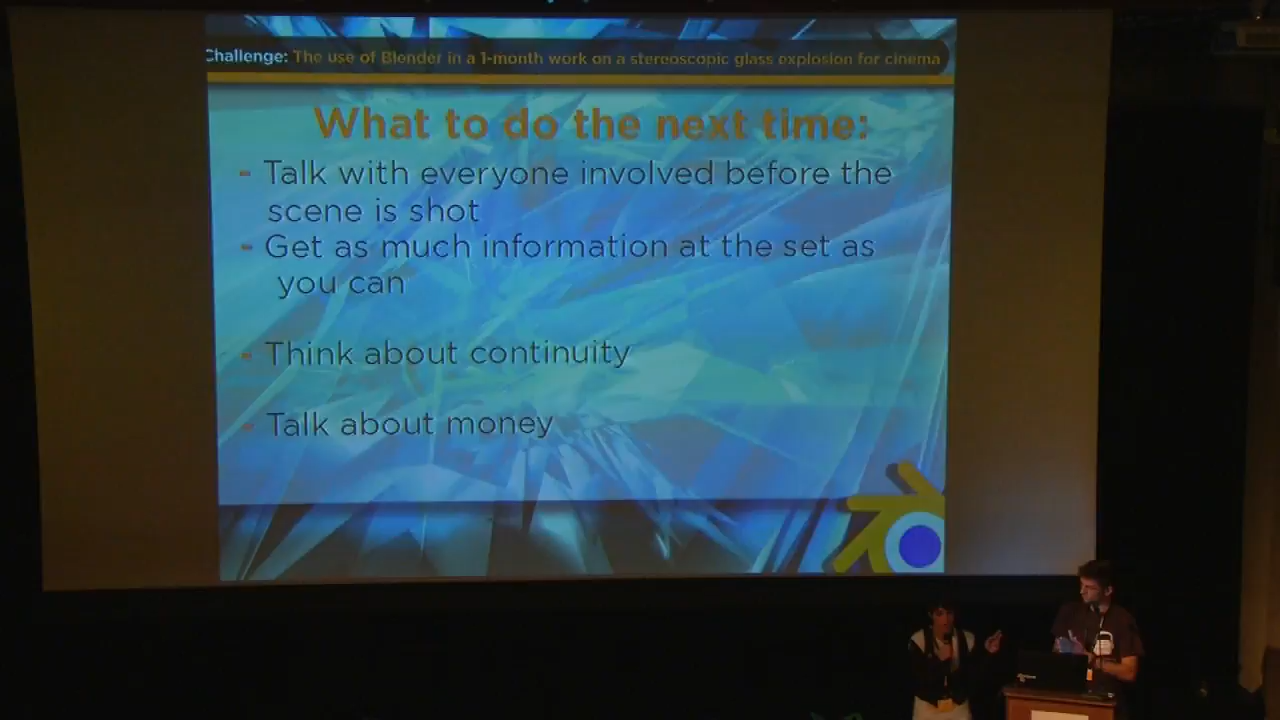 Challenge: The use of Blender in a 1-month work on a stereoscopic glass explosion for cinema
What to do the next time:
- Talk with everyone involved before the
scene is shot
- Get as much information at the set as
you can
- Think about continuity
- Talk about money